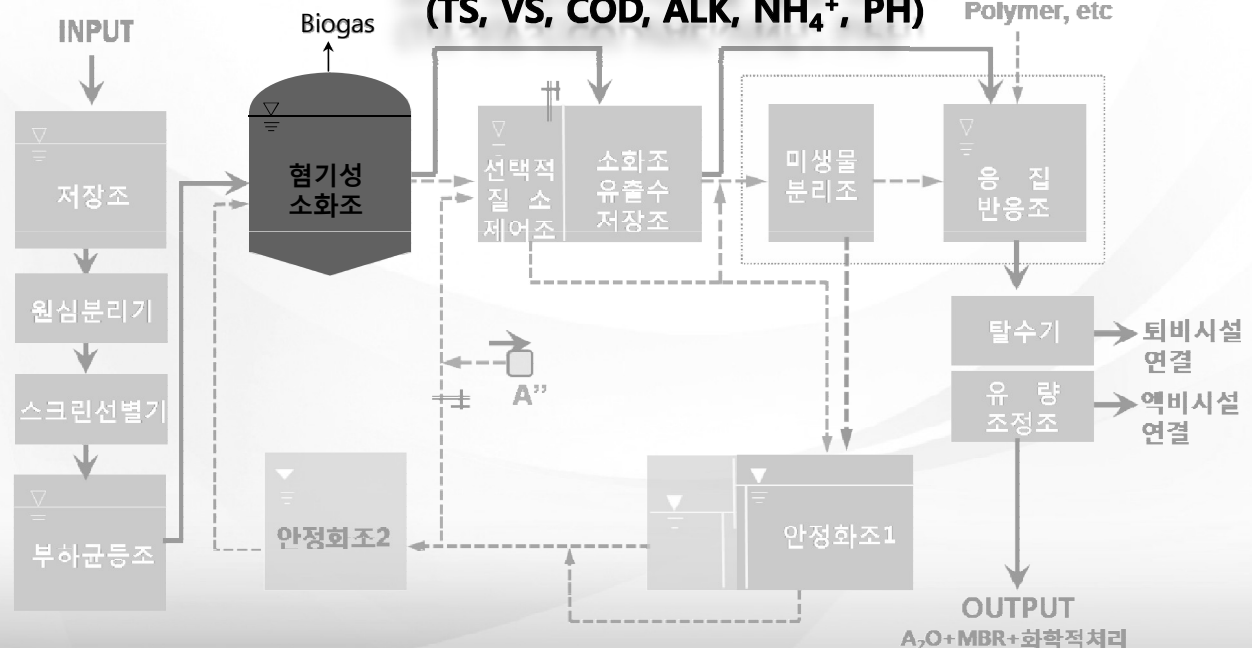 (TS, VS, COD, ALK, NH₄⁺, PH)
Polymer, etc
INPUT
Biogas
저장조
혐기성
소화조
선택적
질 소
제어조
소화조
유출수
저장조
미생물
분리조
응 집
반응조
원심분리기
스크린선별기
부하균등조
A”
탈수기
퇴비시설
연결
유 량
조정조
액비시설
연결
안정화조2
안정화조1
OUTPUT
A₂O+MBR+화학적처리